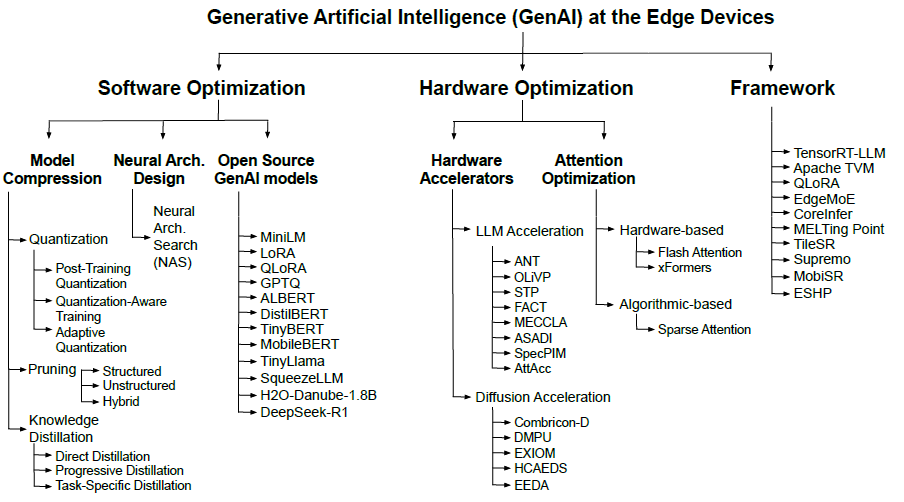 Generative Artificial Intelligence (GenAI) at the Edge Devices
Software Optimization
Model
Compression
Quantization
Post-Training
Quantization
Quantization-Aware
Training
Adaptive
Quantization
Pruning
Structured
Unstructured
Hybrid
Knowledge
Distillation
Direct Distillation
Progressive Distillation
Task-Specific Distillation
Neural Arch.
Design
Neural
Arch.
Search
(NAS)
Open Source
GenAI models
MiniLM
LoRA
QLoRA
GPTQ
ALBERT
DistilBERT
TinyBERT
MobileBERT
TinyLlama
SqueezeLLM
H2O-Danube-1.8B
DeepSeek-R1
Hardware Optimization
Hardware
Accelerators
LLM Acceleration
ANT
OLiVP
STP
FACT
MECCLA
ASADI
SpecPIM
AttAcc
Diffusion Acceleration
Combricon-D
DMPU
EXIOM
HCAEDS
EEDA
Attention
Optimization
Hardware-based
Flash Attention
xFormers
Algorithmic-based
Sparse Attention
Framework
TensorRT-LLM
Apache TVM
QLoRA
EdgeMoE
CoreInfer
MELTing Point
TileSR
Supremo
MobiSR
ESHP